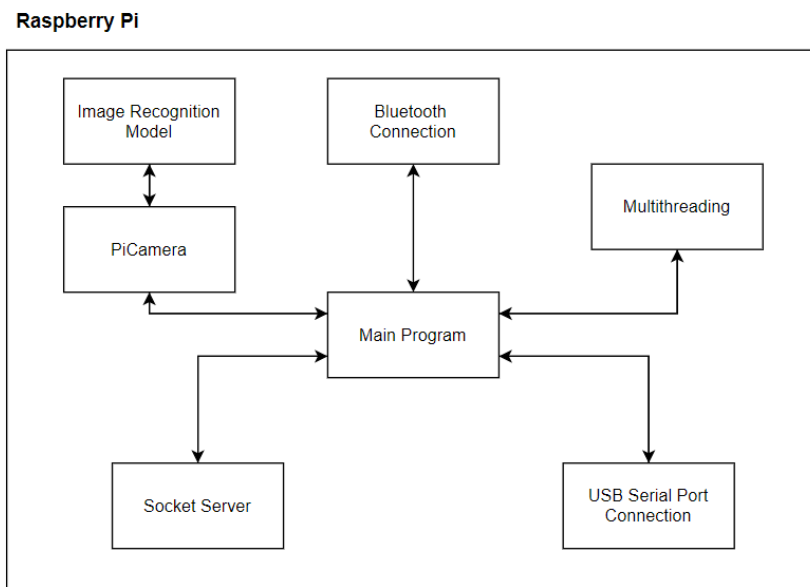 Raspberry Pi
Image Recognition
Model
Bluetooth
Connection
Multithreading
PiCamera
Main Program
Socket Server
USB Serial Port
Connection